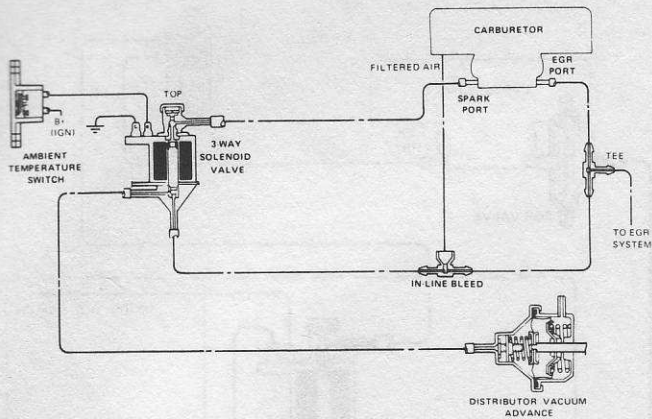 CARBURETOR
FILTERED AIR
EGR
PORT
SPARK
PORT
TOP
B+
(IGN)
3 WAY
SOLENOID
VALVE
AMBIENT
TEMPERATURE
SWITCH
TEE
TO EGR
SYSTEM
IN-LINE BLEED
DISTRIBUTOR VACUUM
ADVANCE